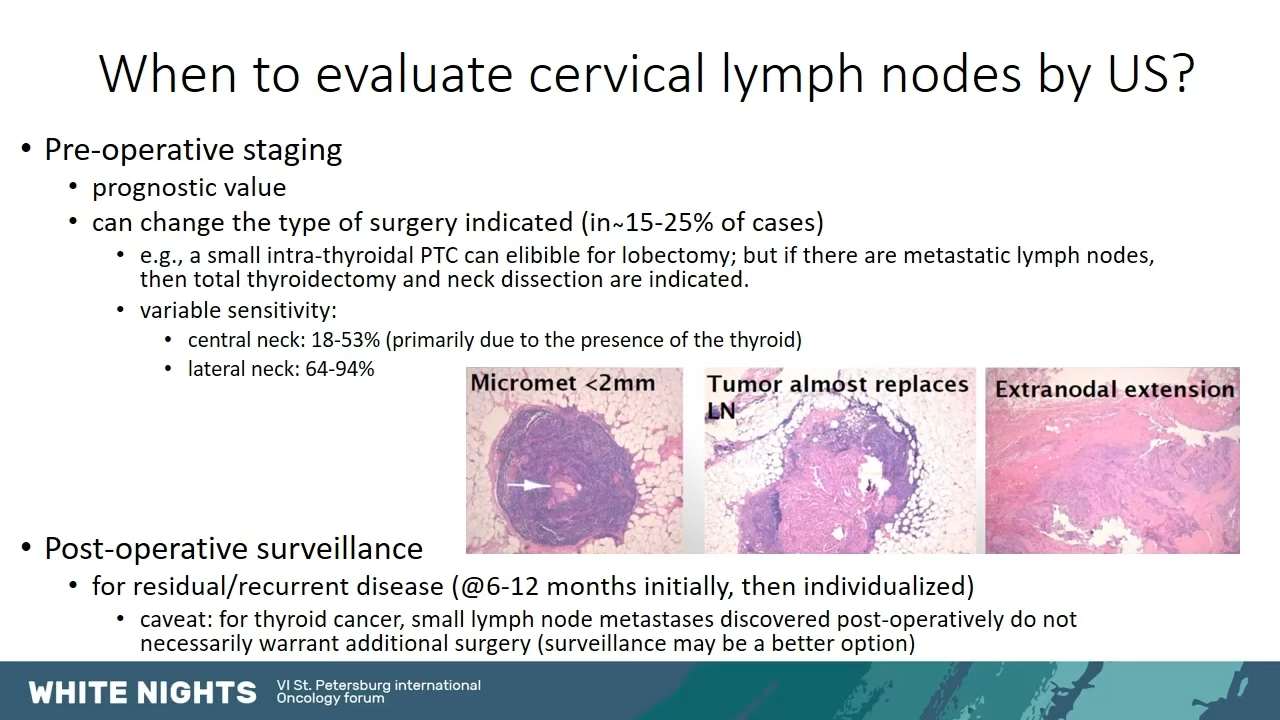 When to evaluate cervical lymph nodes by US?
• Pre-operative staging
• prognostic value
• can change the type of surgery indicated (in~15-25% of cases)
• e.g., a small intra-thyroidal PTC can elibible for lobectomy; but if there are metastatic lymph nodes,
then total thyroidectomy and neck dissection are indicated.
• variable sensitivity:
• central neck: 18-53% (primarily due to the presence of the thyroid)
• lateral neck: 64-94%
Micromet <2mm
Tumor almost replaces
LN
Extranodal extension
• Post-operative surveillance
• for residual/recurrent disease (@6-12 months initially, then individualized)
• caveat: for thyroid cancer, small lymph node metastases discovered post-operatively do not
necessarily warrant additional surgery (surveillance may be a better option)
WHITE NIGHTS
VI St. Petersburg international
Oncology forum